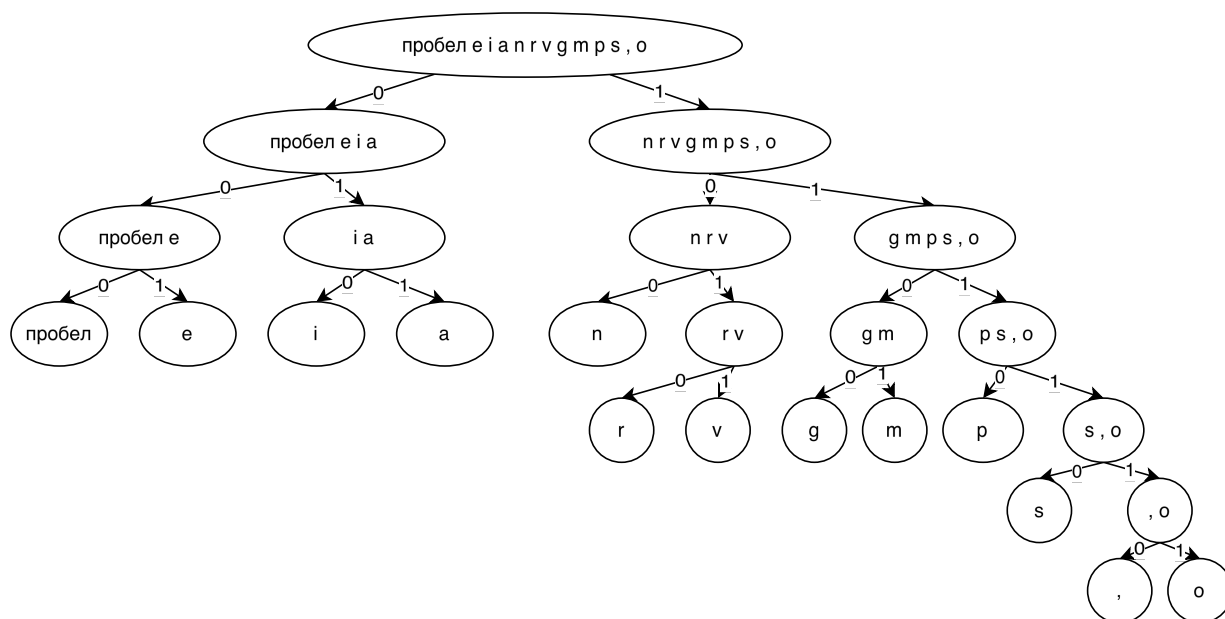 пробел e i a n r v g m p s , o
0 1
пробел e i a n r v g m p s , o
0 1 0 1
пробел e i a n r v g m p s , o
0 1 0 1 0 1 0 1
пробел e i a n r v g m p s , o
0 1 0 1 0 1
r v g m p s , o
0 1
s , o
0 1
, o